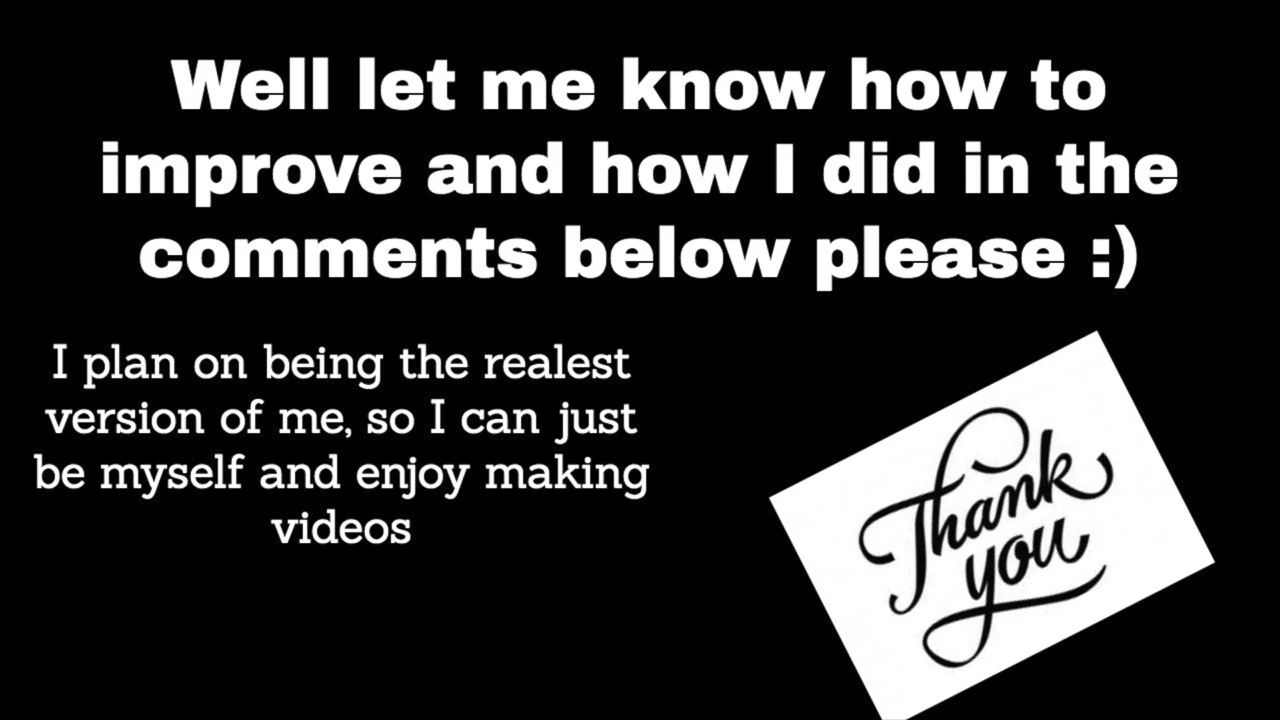 Well let me know how to
improve and how I did in the
comments below please :)
I plan on being the realest
version of me, so I can just
be myself and enjoy making
videos
Thank
you